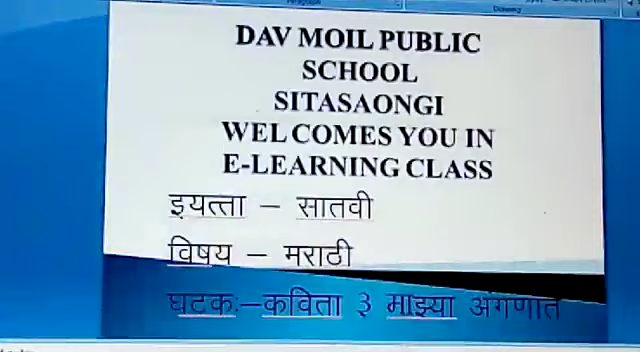 DAV MOIL PUBLIC
SCHOOL
SITASAONGI
WEL COMES YOU IN
E-LEARNING CLASS
इयत्ता – सातवी
विषय – मराठी
घटक:–कविता ३ माझ्या अंगणात